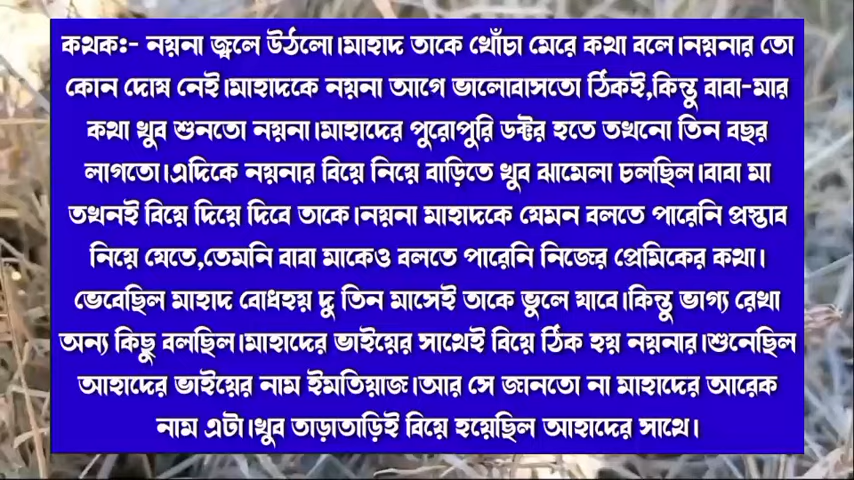 কথক:- নয়না জ্বলে উঠলো।মাহাদ তাকে খোঁচা মেরে কথা বলে।নয়নার তো
কোন দোষ নেই।মাহাদকে নয়না আগে ভালোবাসতো ঠিকই,কিন্তু বাবা-মার
কথা খুব শুনতো নয়না।মাহাদের পুরোপুরি ডক্টর হতে তখনো তিন বছর
লাগতো।এদিকে নয়নার বিয়ে নিয়ে বাড়িতে খুব ঝামেলা চলছিল।বাবা মা
তখনই বিয়ে দিয়ে দিবে তাকে।নয়না মাহাদকে যেমন বলতে পারেনি প্রস্তাব
নিয়ে যেতে,তেমনি বাবা মাকেও বলতে পারেনি নিজের প্রেমিকের কথা।
ভেবেছিল মাহাদ বোধহয় দু তিন মাসেই তাকে ভুলে যাবে।কিন্তু ভাগ্য রেখা
অন্য কিছু বলছিল।মাহাদের ভাইয়ের সাথেই বিয়ে ঠিক হয় নয়নার।শুনেছিল
আহাদের ভাইয়ের নাম ইমতিয়াজ।আর সে জানতো না মাহাদের আরেক
নাম এটা।খুব তাড়াতাড়িই বিয়ে হয়েছিল আহাদের সাথে।